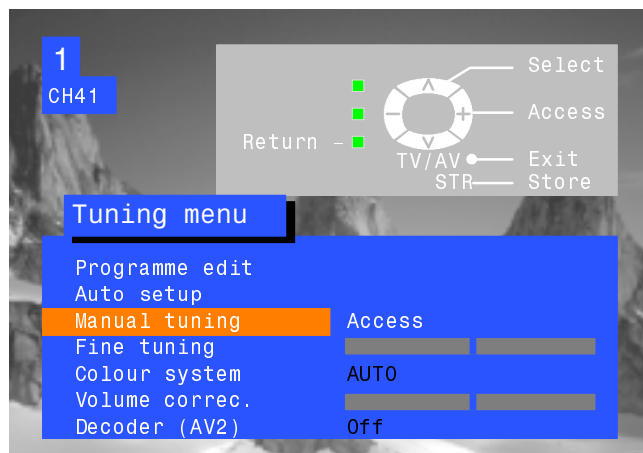 1
CH41
Select
Access
Return –
TV/AV Exit
STR Store
Tuning menu
Programme edit
Auto setup
Manual tuning Access
Fine tuning
Colour system AUTO
Volume correc.
Decoder (AV2) Off